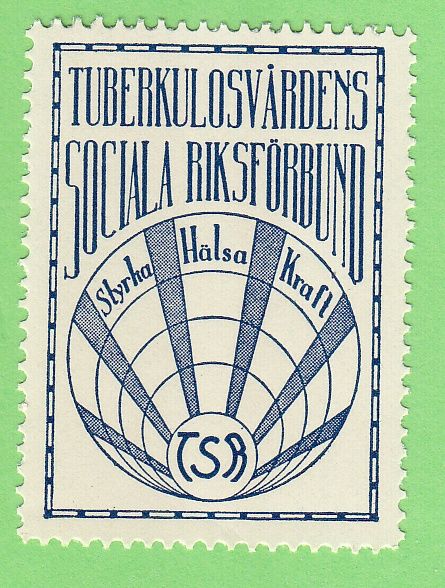 TUBERKULOSVÅRDENS
SOCIALA RIKSFÖRBUND
Styrka Hälsa Kraft
TSR